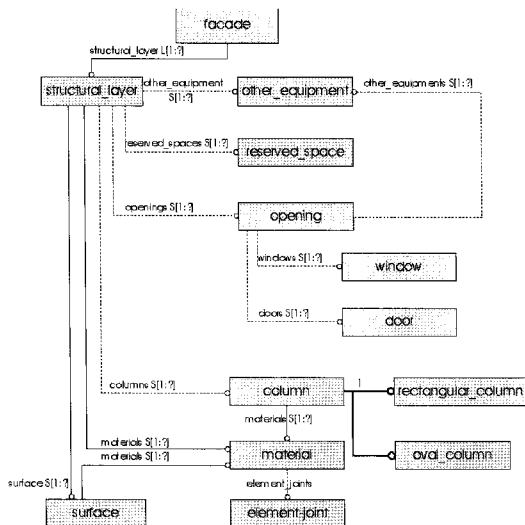 facade
structural_layer L[1:?]
structural_layer
other_equipment
S[1:?]
other_equipment
other_equipments S[1:?]
reserved_spaces S[1:?]
reserved_space
openings S[1:?]
opening
windows S[1:?]
window
doors S[1:?]
door
columns S[1:?]
column
1
rectangular_column
materials S[1:?]
oval_column
materials S[1:?]
materials S[1:?]
material
element_joints
surface S[1:?]
surface
element-joint